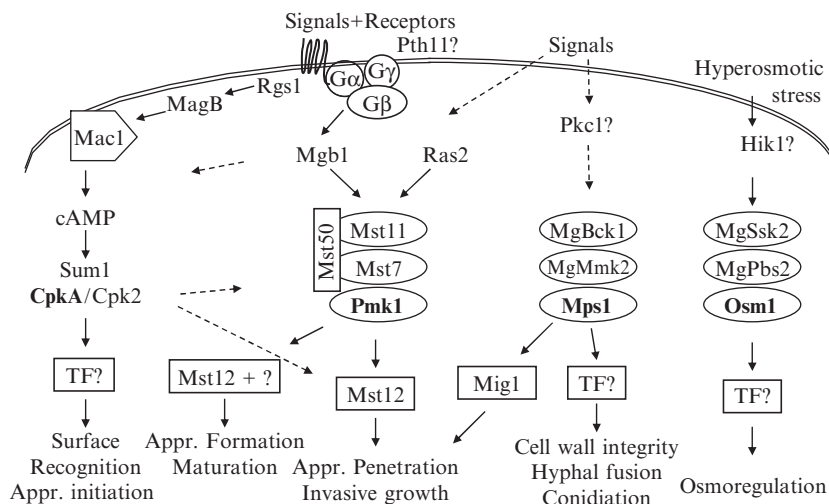 Signals+Receptors
Pth11?
Signals
Hyperosmotic
stress
Gα
Gγ
Gβ
Rgs1
MagB
Mac1
Pkc1?
Hik1?
Mgb1
Ras2
cAMP
Mst50
Mst11
MgBck1
MgSsk2
Sum1
Mst7
MgMmk2
MgPbs2
CpkA/Cpk2
Pmk1
Mps1
Osm1
TF?
Mst12 + ?
Mst12
Mig1
TF?
TF?
Surface
Recognition
Appr. initiation
Appr. Formation
Maturation
Appr. Penetration
Invasive growth
Cell wall integrity
Hyphal fusion
Conidiation
Osmoregulation